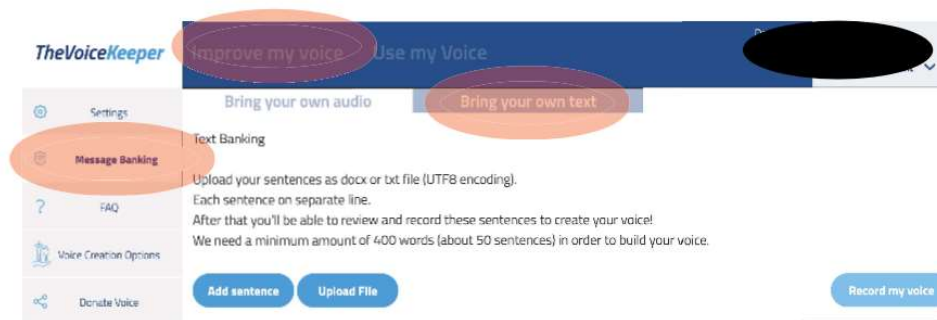 TheVoiceKeeper
Improve my voice
Use my Voice
Bring your own audio
Bring your own text
Settings
Message Banking
FAQ
Voice Creation Options
Donate Voice
Text Banking
Upload your sentences as docx or txt file (UTF8 encoding).
Each sentence on separate line.
After that you'll be able to review and record these sentences to create your voice!
We need a minimum amount of 400 words (about 50 sentences) in order to build your voice.
Add sentence
Upload File
Record my voice